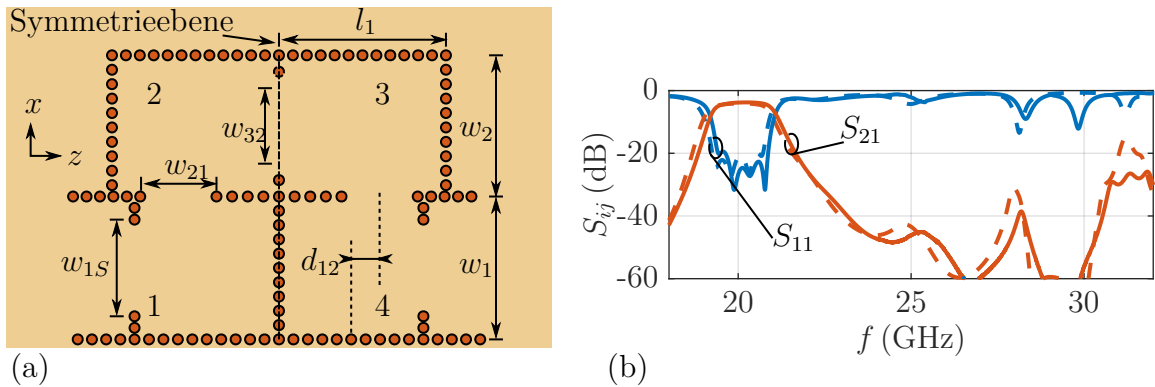 Symmetrieebene
l1
2
3
x
z
w32
w2
w21
w1S
d12
w1
1
4
(a)
0
-20
-40
-60
Sij (dB)
S21
S11
20
25
30
f (GHz)
(b)